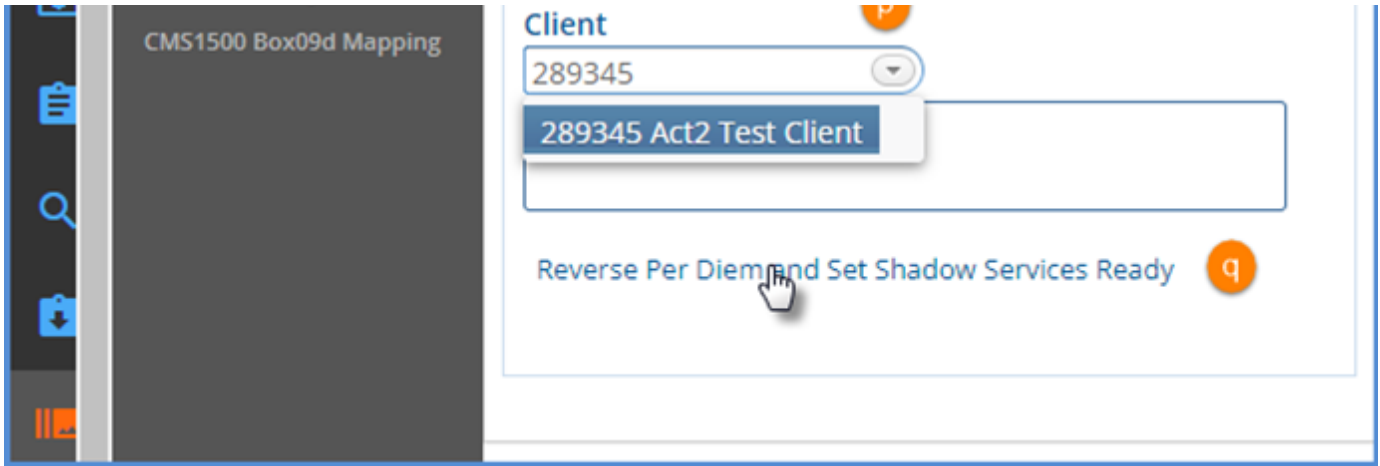 CMS1500 Box09d Mapping
Client
p
289345
289345 Act2 Test Client
Reverse Per Diem and Set Shadow Services Ready
q